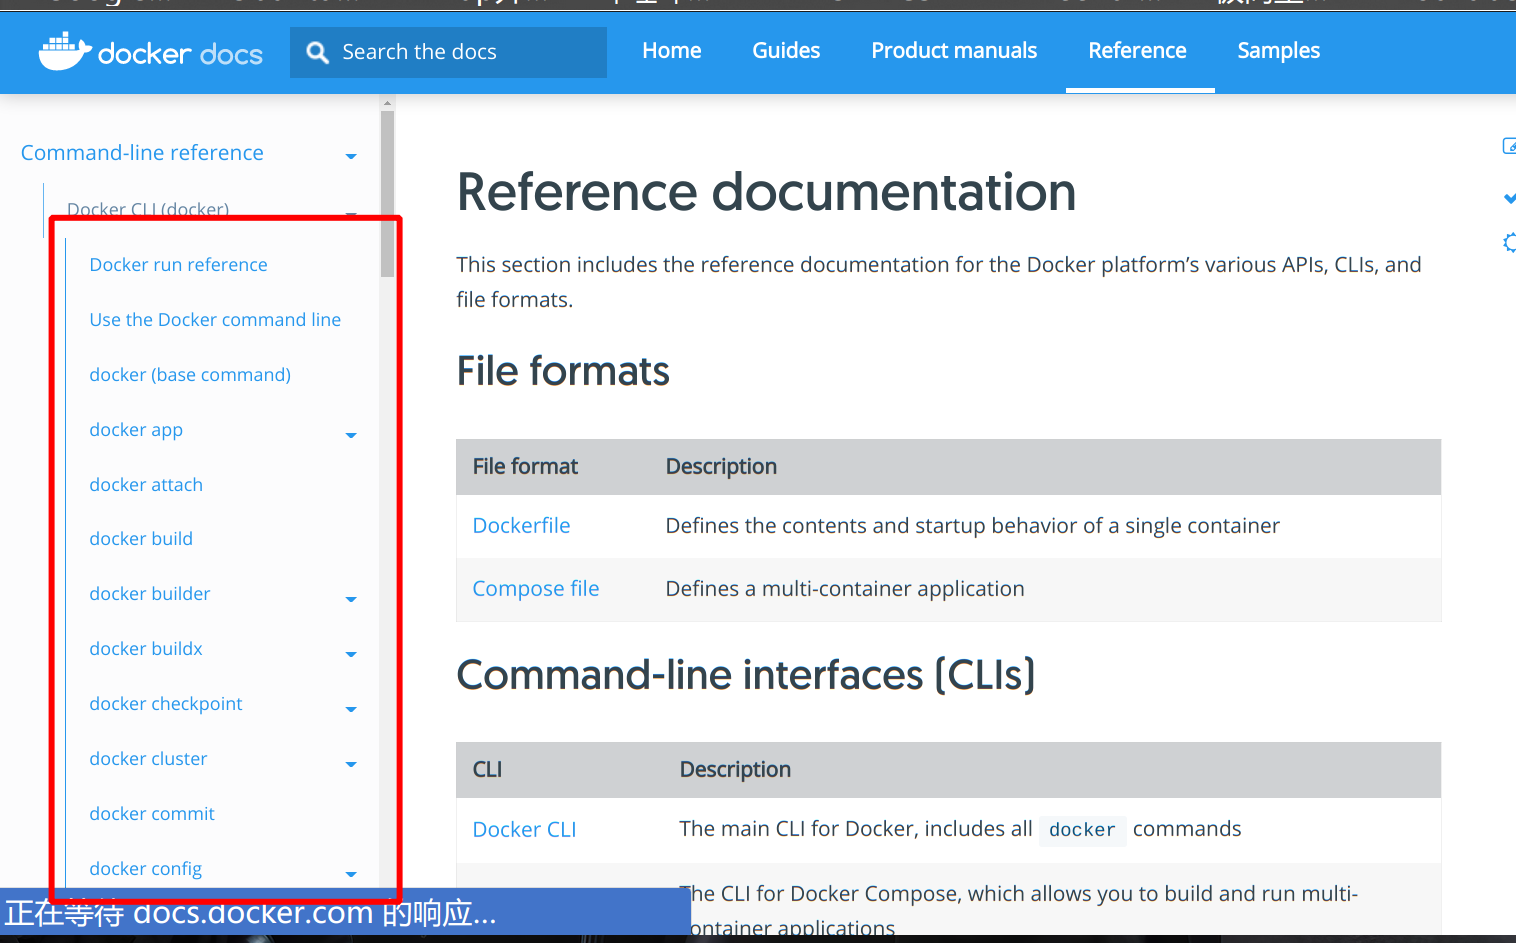 docker docs
Search the docs
Home
Guides
Product manuals
Reference
Samples
Command-line reference
Docker CLI (docker)
Docker run reference
Use the Docker command line
docker (base command)
docker app
docker attach
docker build
docker builder
docker buildx
docker checkpoint
docker cluster
docker commit
docker config
Reference documentation
This section includes the reference documentation for the Docker platform’s various APIs, CLIs, and
file formats.
File formats
File format Description
Dockerfile Defines the contents and startup behavior of a single container
Compose file Defines a multi-container application
Command-line interfaces (CLIs)
CLI Description
Docker CLI The main CLI for Docker, includes all docker commands
The CLI for Docker Compose, which allows you to build and run multi-
container applications
正在等待 docs.docker.com 的响应...